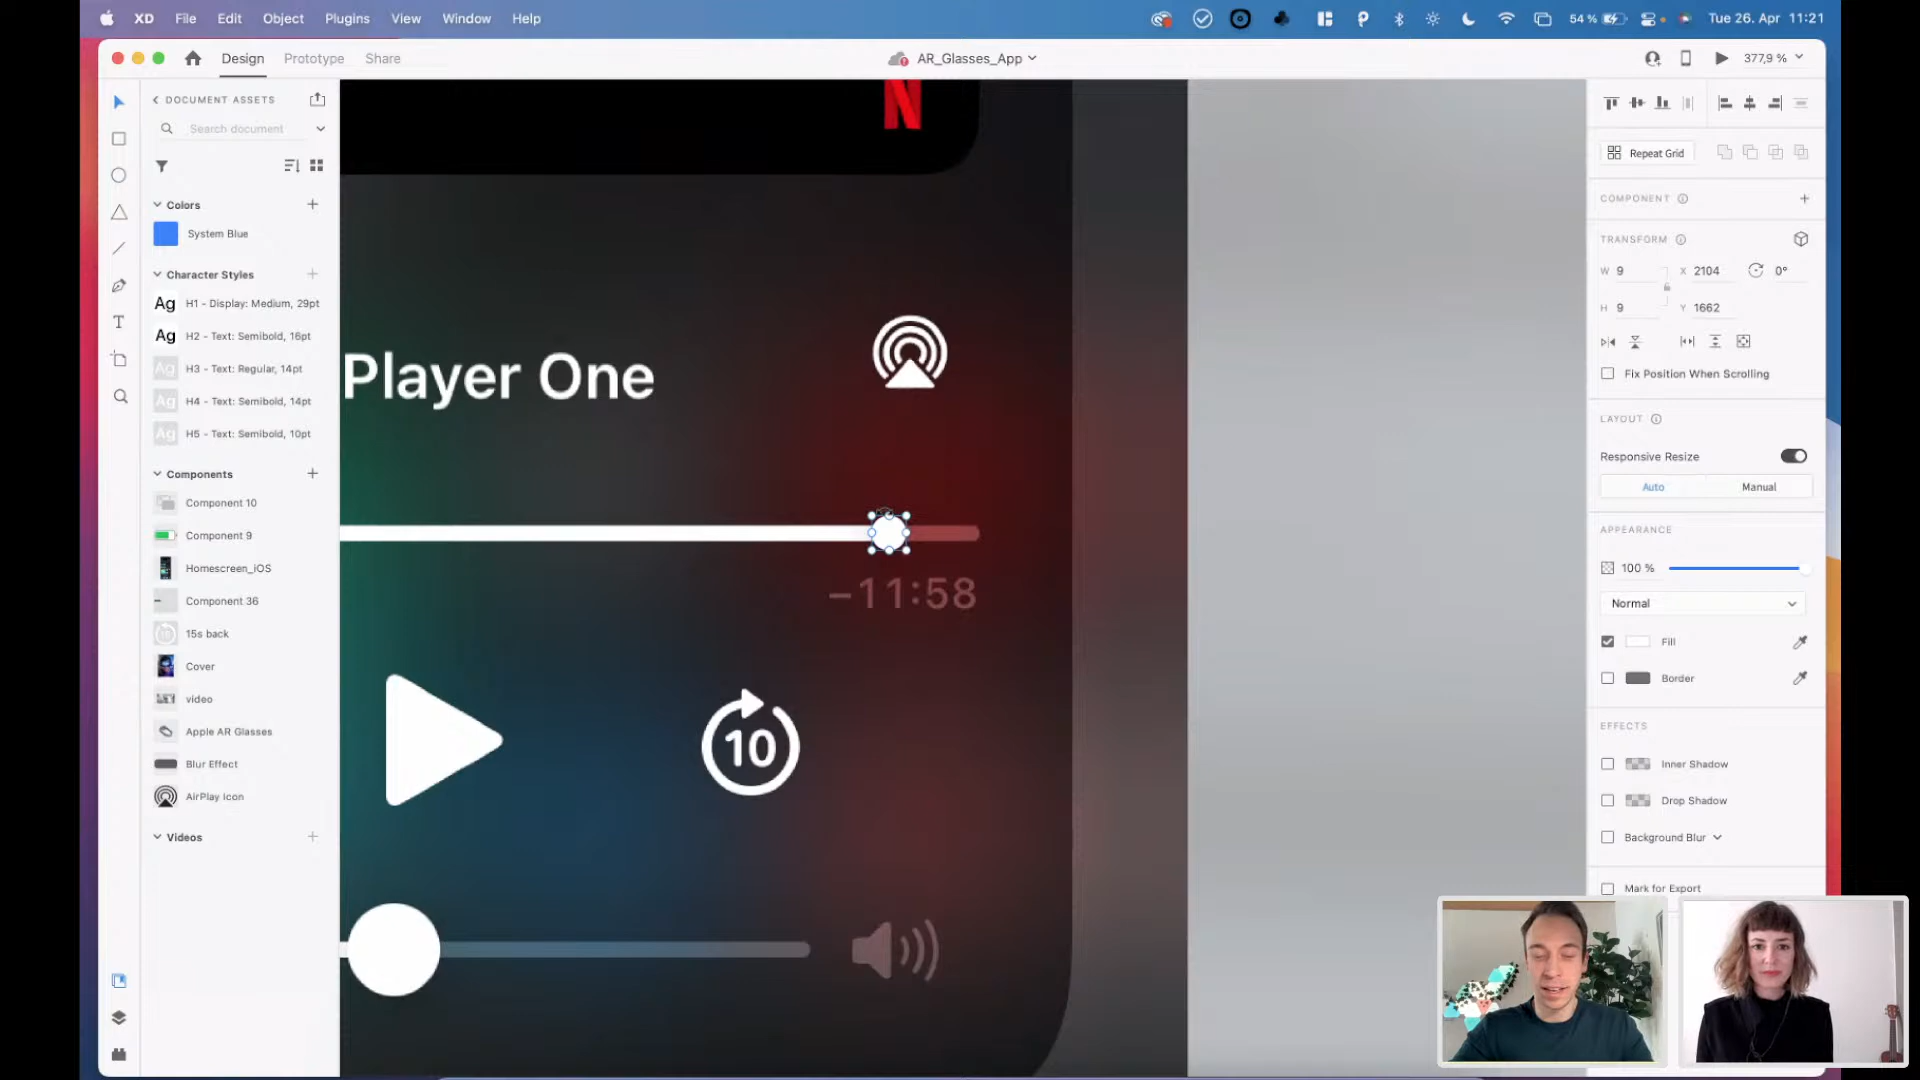 XD File Edit Object Plugins View Window Help
54 % Tue 26. Apr 11:21
Design Prototype Share
AR_Glasses_App
377,9 %
DOCUMENT ASSETS
Search document
Colors
System Blue
Character Styles
Ag H1 - Display: Medium, 29pt
Ag H2 - Text: Semibold, 16pt
Ag H3 - Text: Regular, 14pt
Ag H4 - Text: Semibold, 14pt
Ag H5 - Text: Semibold, 10pt
Components
Component 10
Component 9
Homescreen_iOS
Component 36
15s back
Cover
video
Apple AR Glasses
Blur Effect
AirPlay Icon
Videos
N
Player One
-11:58
10
Repeat Grid
COMPONENT
TRANSFORM
W 9 X 2104 0°
H 9 Y 1662
Fix Position When Scrolling
LAYOUT
Responsive Resize
Auto Manual
APPEARANCE
100 %
Normal
Fill
Border
EFFECTS
Inner Shadow
Drop Shadow
Background Blur
Mark for Export